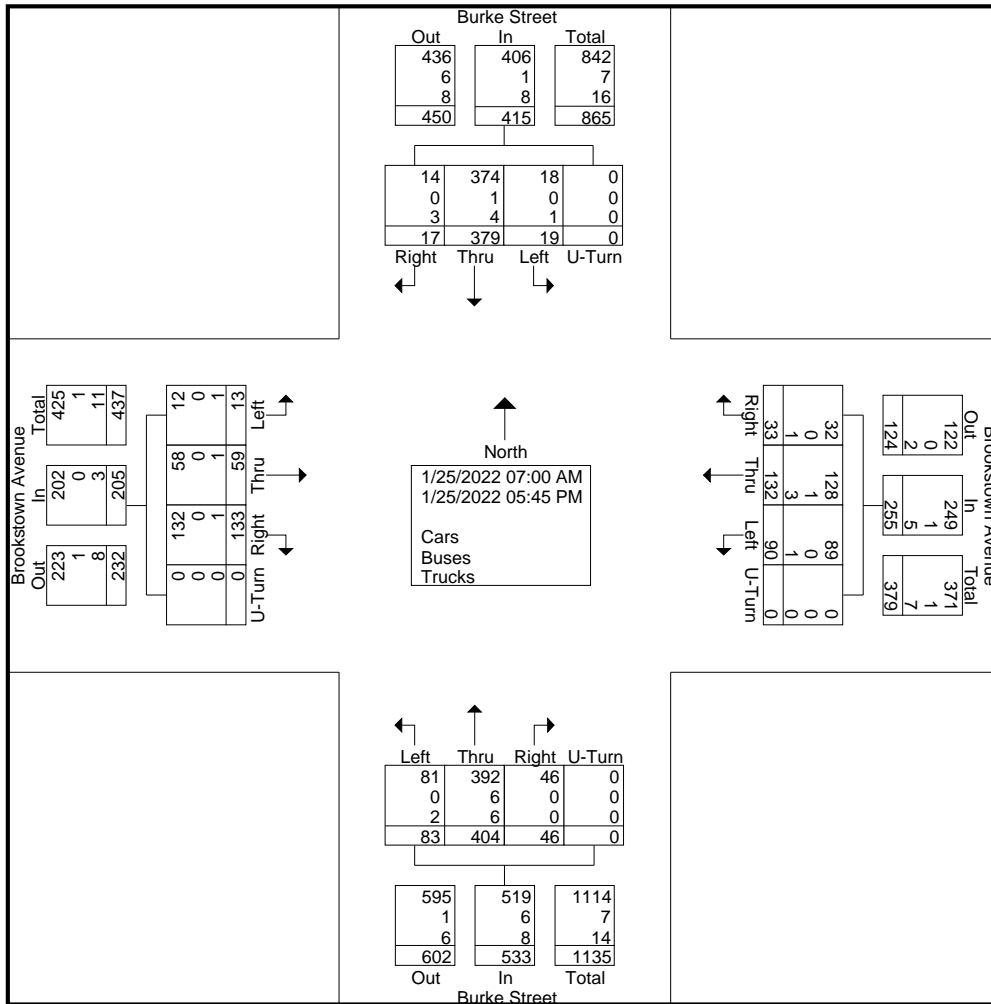 Burke Street
Out In Total
436 406 842
6 1 7
8 8 16
450 415 865
14 374 18 0
0 1 0 0
3 4 1 0
17 379 19 0
Right Thru Left U-Turn
Brookstown Avenue
Total In Out
425 202 223
1 0 1
11 3 8
437 205 232
12 58 132 0
0 0 0 0
1 1 1 0
13 59 133 0
Left Thru Right U-Turn
North
1/25/2022 07:00 AM
1/25/2022 05:45 PM
Cars
Buses
Trucks
Right Thru Left U-Turn
32 128 89 0
0 1 0 0
1 3 1 0
33 132 90 0
Brookstown Avenue
Out In Total
122 249 371
0 1 1
2 5 7
124 255 379
Left Thru Right U-Turn
81 392 46 0
0 6 0 0
2 6 0 0
83 404 46 0
595 519 1114
1 6 7
6 8 14
602 533 1135
Out In Total
Burke Street